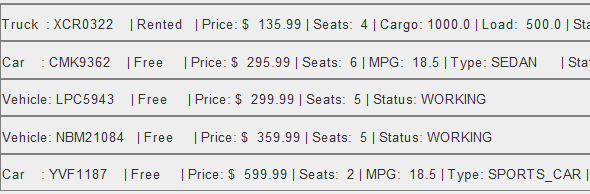 Truck : XCR0322 | Rented | Price: $ 135.99 | Seats: 4 | Cargo: 1000.0 | Load: 500.0 | Sta
Car : CMK9362 | Free | Price: $ 295.99 | Seats: 6 | MPG: 18.5 | Type: SEDAN | Stat
Vehicle: LPC5943 | Free | Price: $ 299.99 | Seats: 5 | Status: WORKING
Vehicle: NBM21084 | Free | Price: $ 359.99 | Seats: 5 | Status: WORKING
Car : YVF1187 | Free | Price: $ 599.99 | Seats: 2 | MPG: 18.5 | Type: SPORTS_CAR |